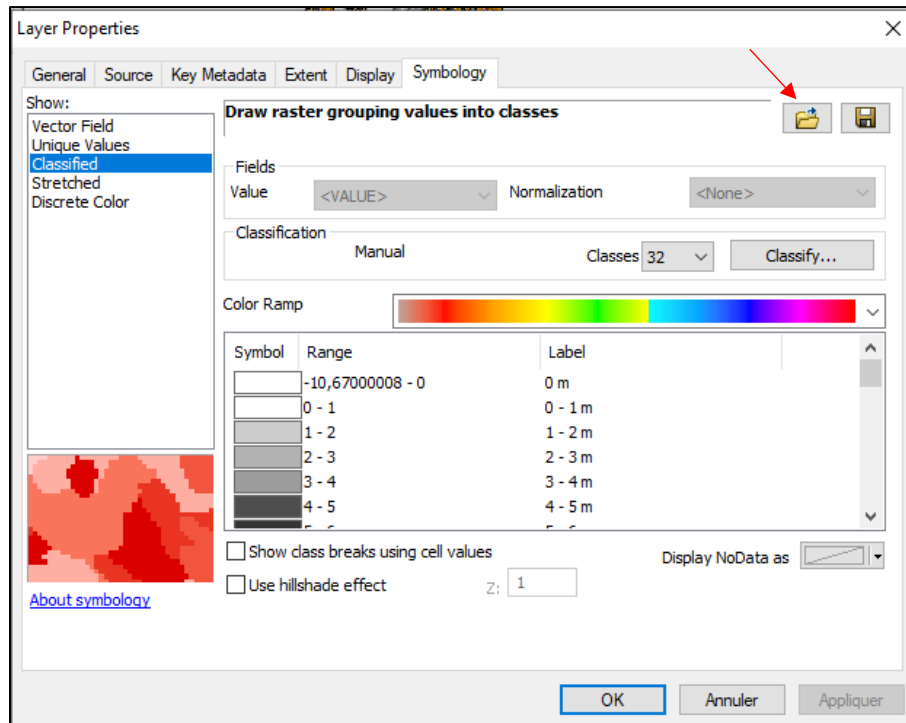 Layer Properties
General Source Key Metadata Extent Display Symbology
Show:
Vector Field
Unique Values
Classified
Stretched
Discrete Color
Draw raster grouping values into classes
Fields
Value <VALUE> Normalization <None>
Classification
Manual Classes 32 Classify...
Color Ramp
Symbol Range Label
-10,67000008 - 0 0 m
0 - 1 0 - 1 m
1 - 2 1 - 2 m
2 - 3 2 - 3 m
3 - 4 3 - 4 m
4 - 5 4 - 5 m
Show class breaks using cell values
Display NoData as
Use hillshade effect Z: 1
About symbology
OK Annuler Appliquer